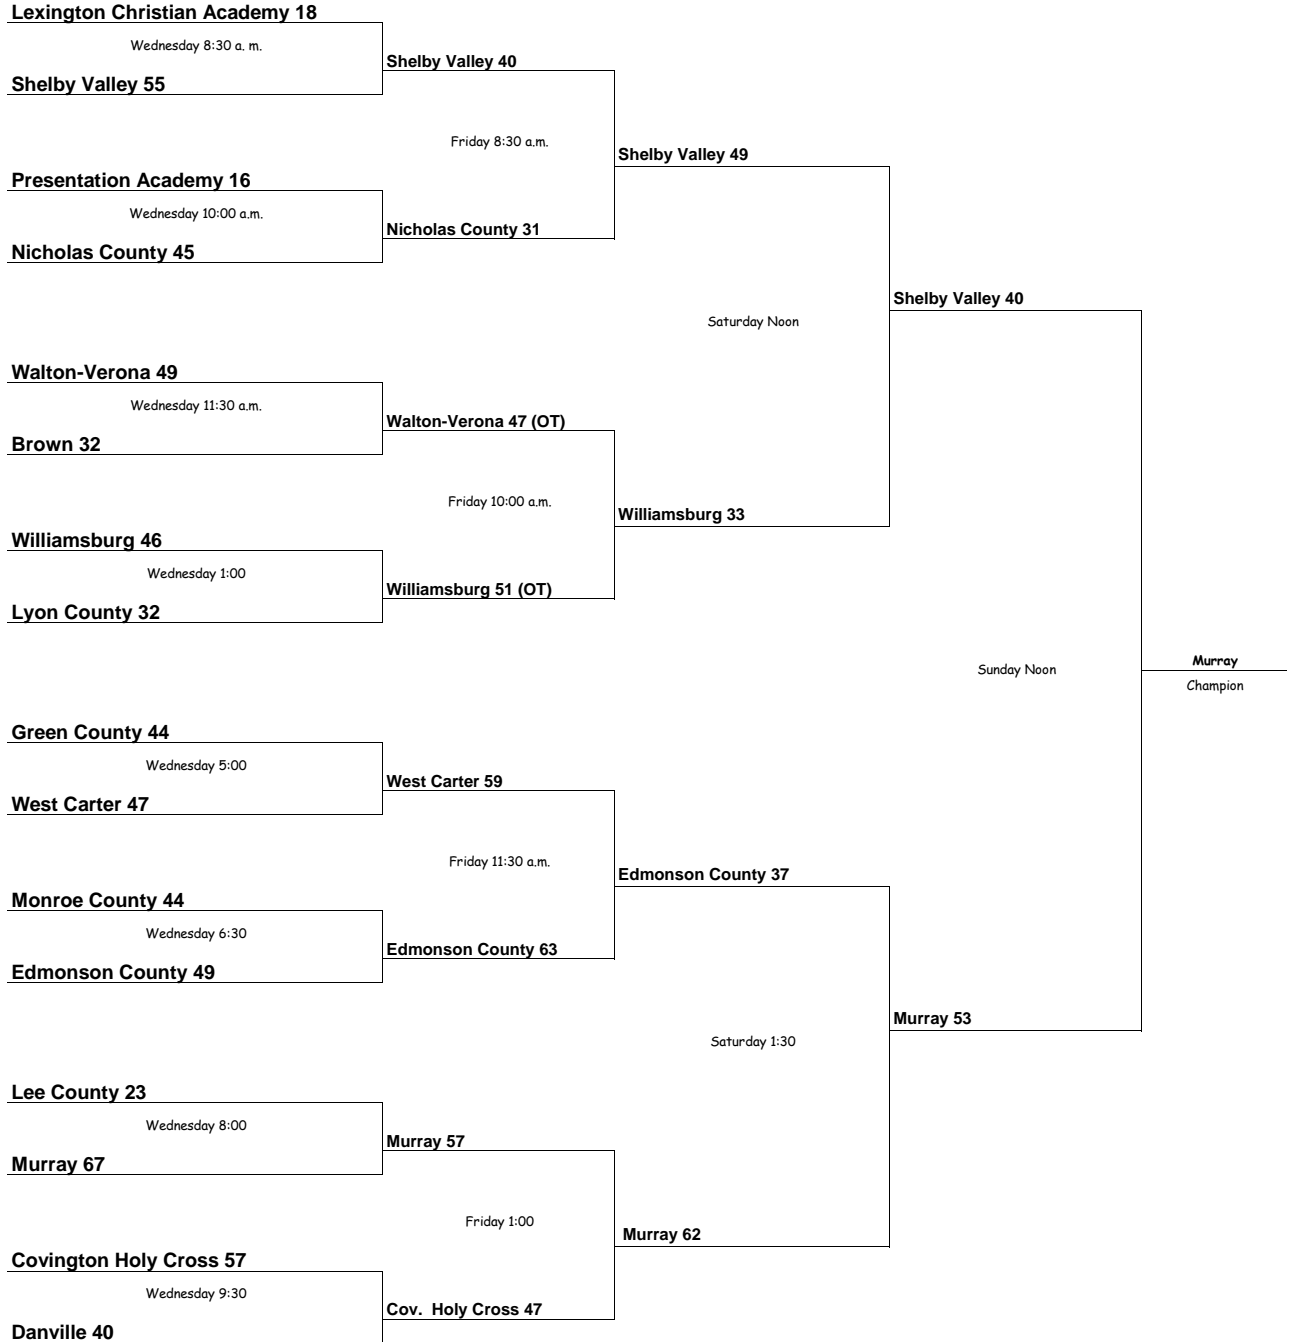 Lexington Christian Academy 18
Wednesday 8:30 a. m.
Shelby Valley 40
Shelby Valley 55
Friday 8:30 a.m.
Shelby Valley 49
Presentation Academy 16
Wednesday 10:00 a.m.
Nicholas County 31
Nicholas County 45
Shelby Valley 40
Saturday Noon
Walton-Verona 49
Wednesday 11:30 a.m.
Walton-Verona 47 (OT)
Brown 32
Friday 10:00 a.m.
Williamsburg 33
Williamsburg 46
Wednesday 1:00
Williamsburg 51 (OT)
Lyon County 32
Murray
Sunday Noon
Champion
Green County 44
Wednesday 5:00
West Carter 59
West Carter 47
Friday 11:30 a.m.
Edmonson County 37
Monroe County 44
Wednesday 6:30
Edmonson County 63
Edmonson County 49
Murray 53
Saturday 1:30
Lee County 23
Wednesday 8:00
Murray 57
Murray 67
Friday 1:00
Murray 62
Covington Holy Cross 57
Wednesday 9:30
Cov.  Holy Cross 47
Danville 40